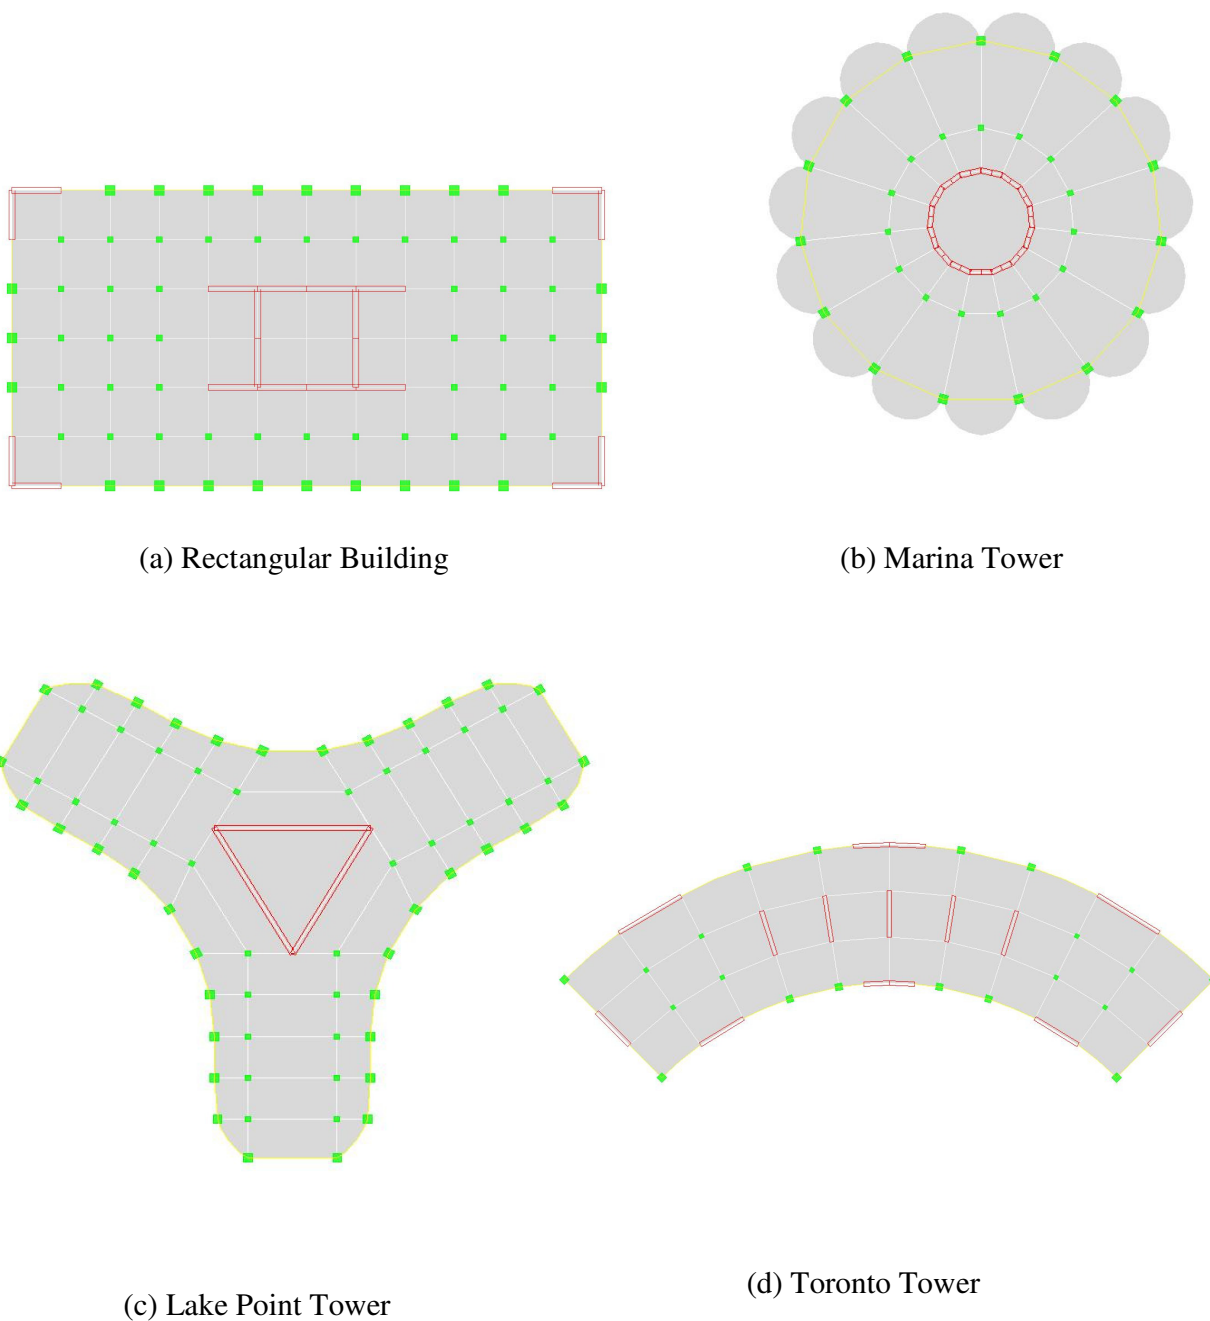 (a) Rectangular Building
(b) Marina Tower
(c) Lake Point Tower
(d) Toronto Tower